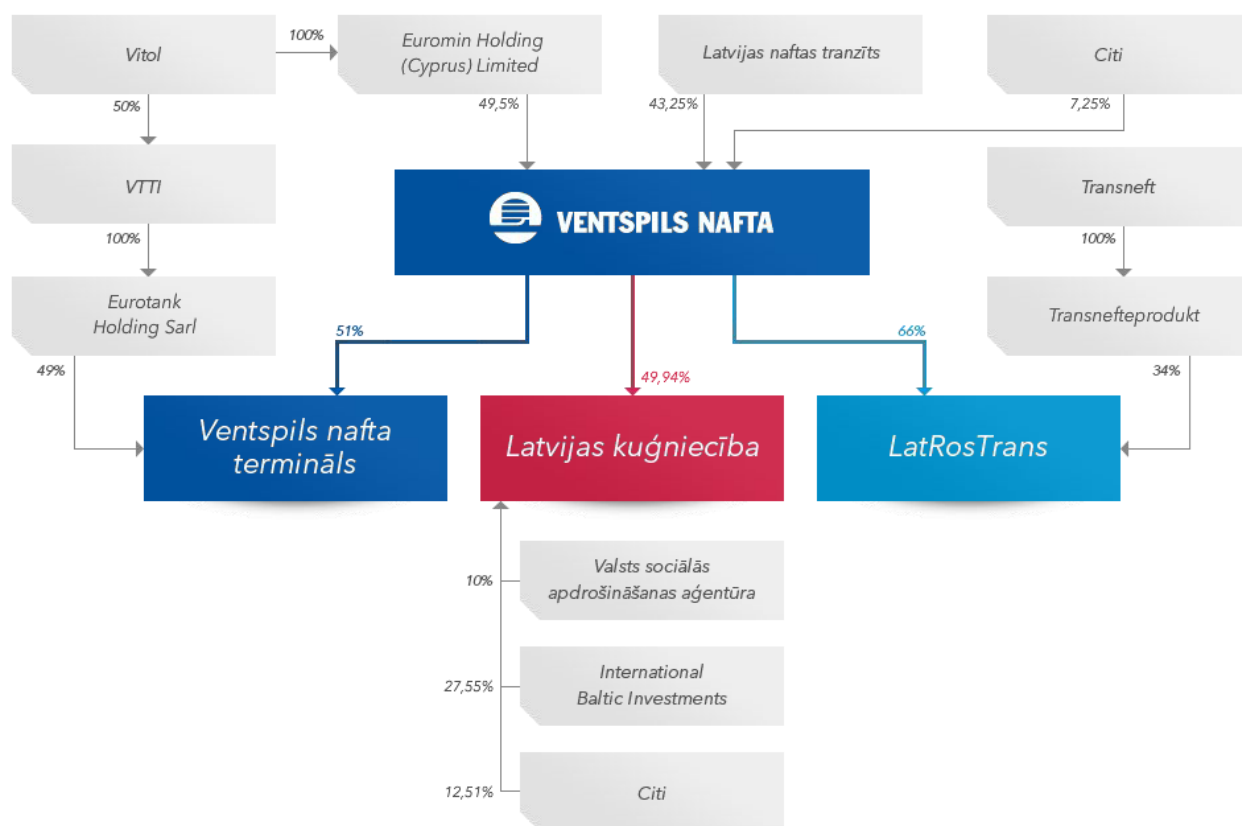 Vitol
100%
Euromin Holding
(Cyprus) Limited
Latvijas naftas tranzīts
Citi
50%
49,5%
43,25%
7,25%
VTTI
VENTSPILS NAFTA
Transneft
100%
100%
Eurotank
Holding Sarl
Transnefteprodukt
51%
66%
49%
49,94%
34%
Ventspils nafta
termināls
Latvijas kuģniecība
LatRosTrans
10%
Valsts sociālās
apdrošināšanas aģentūra
27,55%
International
Baltic Investments
12,51%
Citi